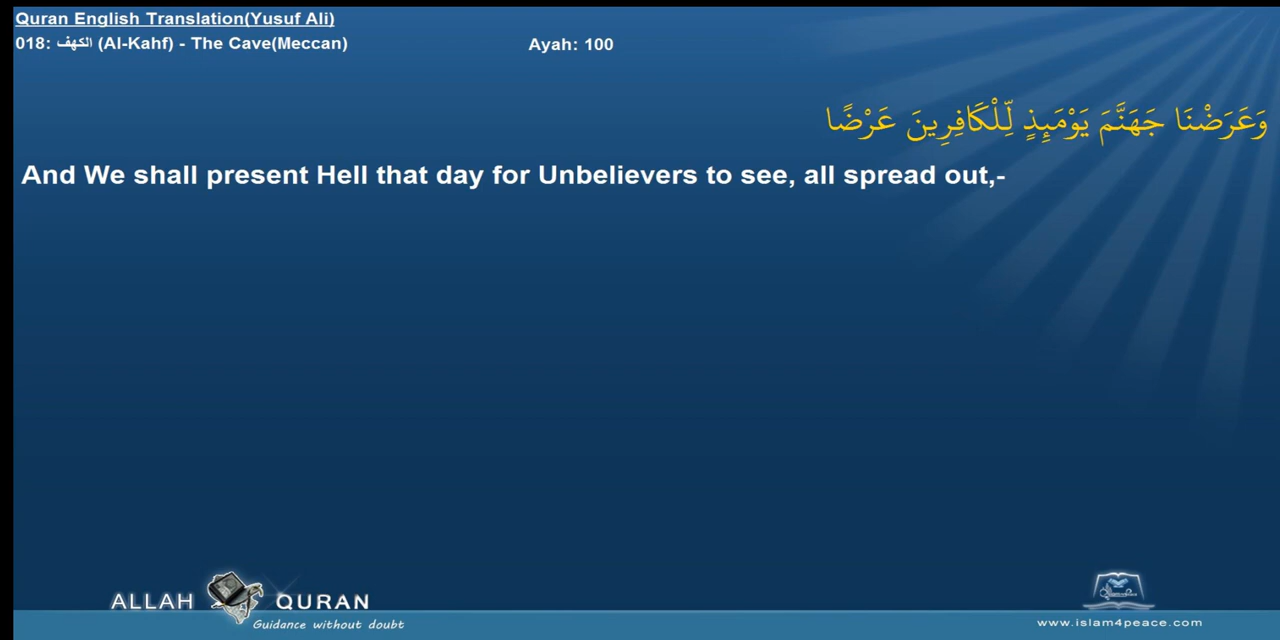 Quran English Translation(Yusuf Ali)
018: الكهف (Al-Kahf) - The Cave(Meccan) Ayah: 100
وَعَرَضْنَا جَهَنَّمَ يَوْمَئِذٍ لِّلْكَافِرِينَ عَرْضًا
And We shall present Hell that day for Unbelievers to see, all spread out,-
ALLAH QURAN
Guidance without doubt
www.islam4peace.com